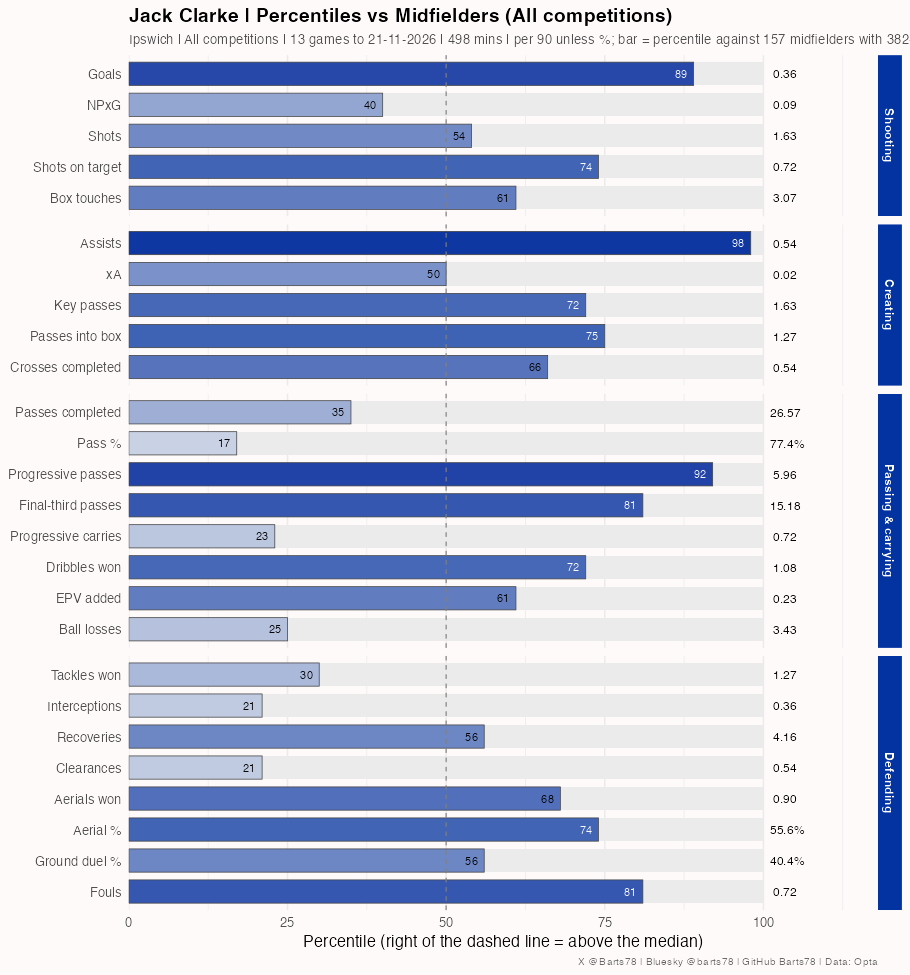 Jack Clarke | Percentiles vs Midfielders (All competitions)
Ipswich | All competitions | 13 games to 21-11-2026 | 498 mins | per 90 unless %; bar = percentile against 157 midfielders with 382
Goals 89 0.36
NPxG 40 0.09
Shots 54 1.63
Shots on target 74 0.72
Box touches 61 3.07
Shooting
Assists 98 0.54
xA 50 0.02
Key passes 72 1.63
Passes into box 75 1.27
Crosses completed 66 0.54
Creating
Passes completed 35 26.57
Pass % 17 77.4%
Progressive passes 92 5.96
Final-third passes 81 15.18
Progressive carries 23 0.72
Dribbles won 72 1.08
EPV added 61 0.23
Ball losses 25 3.43
Passing & carrying
Tackles won 30 1.27
Interceptions 21 0.36
Recoveries 56 4.16
Clearances 21 0.54
Aerials won 68 0.90
Aerial % 74 55.6%
Ground duel % 56 40.4%
Fouls 81 0.72
Defending
0 25 50 75 100
Percentile (right of the dashed line = above the median)
X @Barts78 | Bluesky @barts78 | GitHub Barts78 | Data: Opta